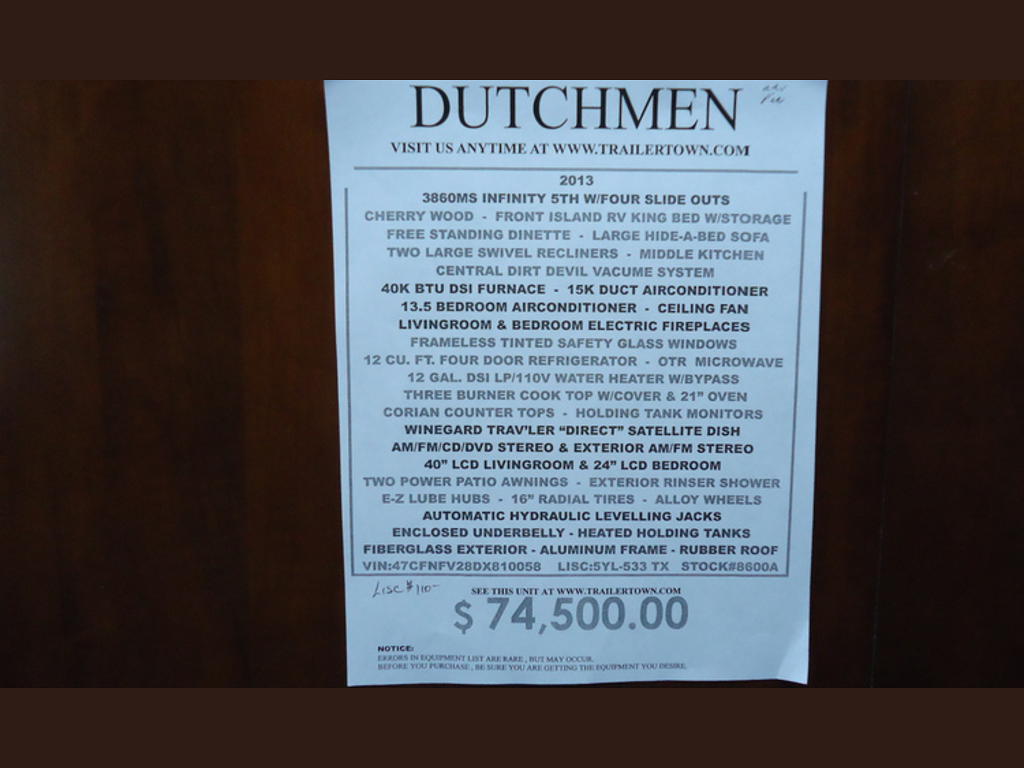 DUTCHMEN
VISIT US ANYTIME AT WWW.TRAILERTOWN.COM
2013
3860MS INFINITY 5TH W/FOUR SLIDE OUTS
CHERRY WOOD - FRONT ISLAND RV KING BED W/STORAGE
FREE STANDING DINETTE - LARGE HIDE-A-BED SOFA
TWO LARGE SWIVEL RECLINERS - MIDDLE KITCHEN
CENTRAL DIRT DEVIL VACUME SYSTEM
40K BTU DSI FURNACE - 15K DUCT AIRCONDITIONER
13.5 BEDROOM AIRCONDITIONER - CEILING FAN
LIVINGROOM & BEDROOM ELECTRIC FIREPLACES
FRAMELESS TINTED SAFETY GLASS WINDOWS
12 CU. FT. FOUR DOOR REFRIGERATOR - OTR MICROWAVE
12 GAL. DSI LP/110V WATER HEATER W/BYPASS
THREE BURNER COOK TOP W/COVER & 21” OVEN
CORIAN COUNTER TOPS - HOLDING TANK MONITORS
WINEGARD TRAV’LER “DIRECT” SATELLITE DISH
AM/FM/CD/DVD STEREO & EXTERIOR AM/FM STEREO
40” LCD LIVINGROOM & 24” LCD BEDROOM
TWO POWER PATIO AWNINGS - EXTERIOR RINSER SHOWER
E-Z LUBE HUBS - 16” RADIAL TIRES - ALLOY WHEELS
AUTOMATIC HYDRAULIC LEVELLING JACKS
ENCLOSED UNDERBELLY - HEATED HOLDING TANKS
FIBERGLASS EXTERIOR - ALUMINUM FRAME - RUBBER ROOF
VIN:47CFNFV28DX810058 LISC:5YL-533 TX STOCK#8600A
LISC # 110-
SEE THIS UNIT AT WWW.TRAILERTOWN.COM
$ 74,500.00
NOTICE:
ERRORS IN EQUIPMENT LIST ARE RARE , BUT MAY OCCUR.
BEFORE YOU PURCHASE , BE SURE YOU ARE GETTING THE EQUIPMENT YOU DESIRE.